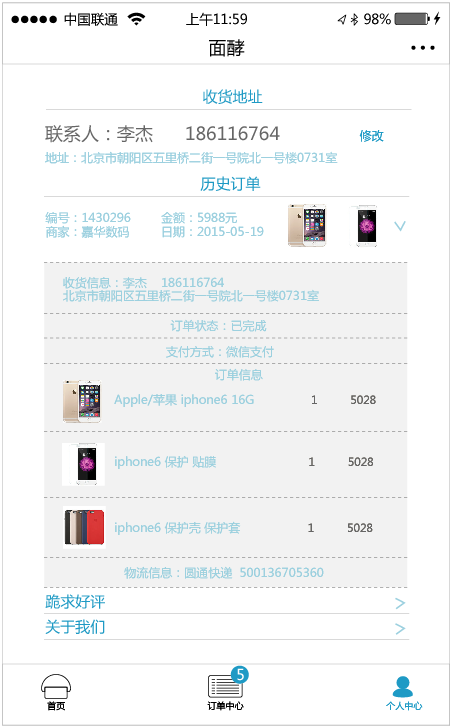 中国联通 上午11:59 98%
面酵
收货地址
联系人：李杰 186116764 修改
地址：北京市朝阳区五里桥二街一号院北一号楼0731室
历史订单
编号：1430296 金额：5988元
商家：嘉华数码 日期：2015-05-19
收货信息：李杰 186116764
北京市朝阳区五里桥二街一号院北一号楼0731室
订单状态：已完成
支付方式：微信支付
订单信息
Apple/苹果 iphone6 16G 1 5028
iphone6 保护 贴膜 1 5028
iphone6 保护壳 保护套 1 5028
物流信息：圆通快递 500136705360
跪求好评
关于我们
5
首页 订单中心 个人中心